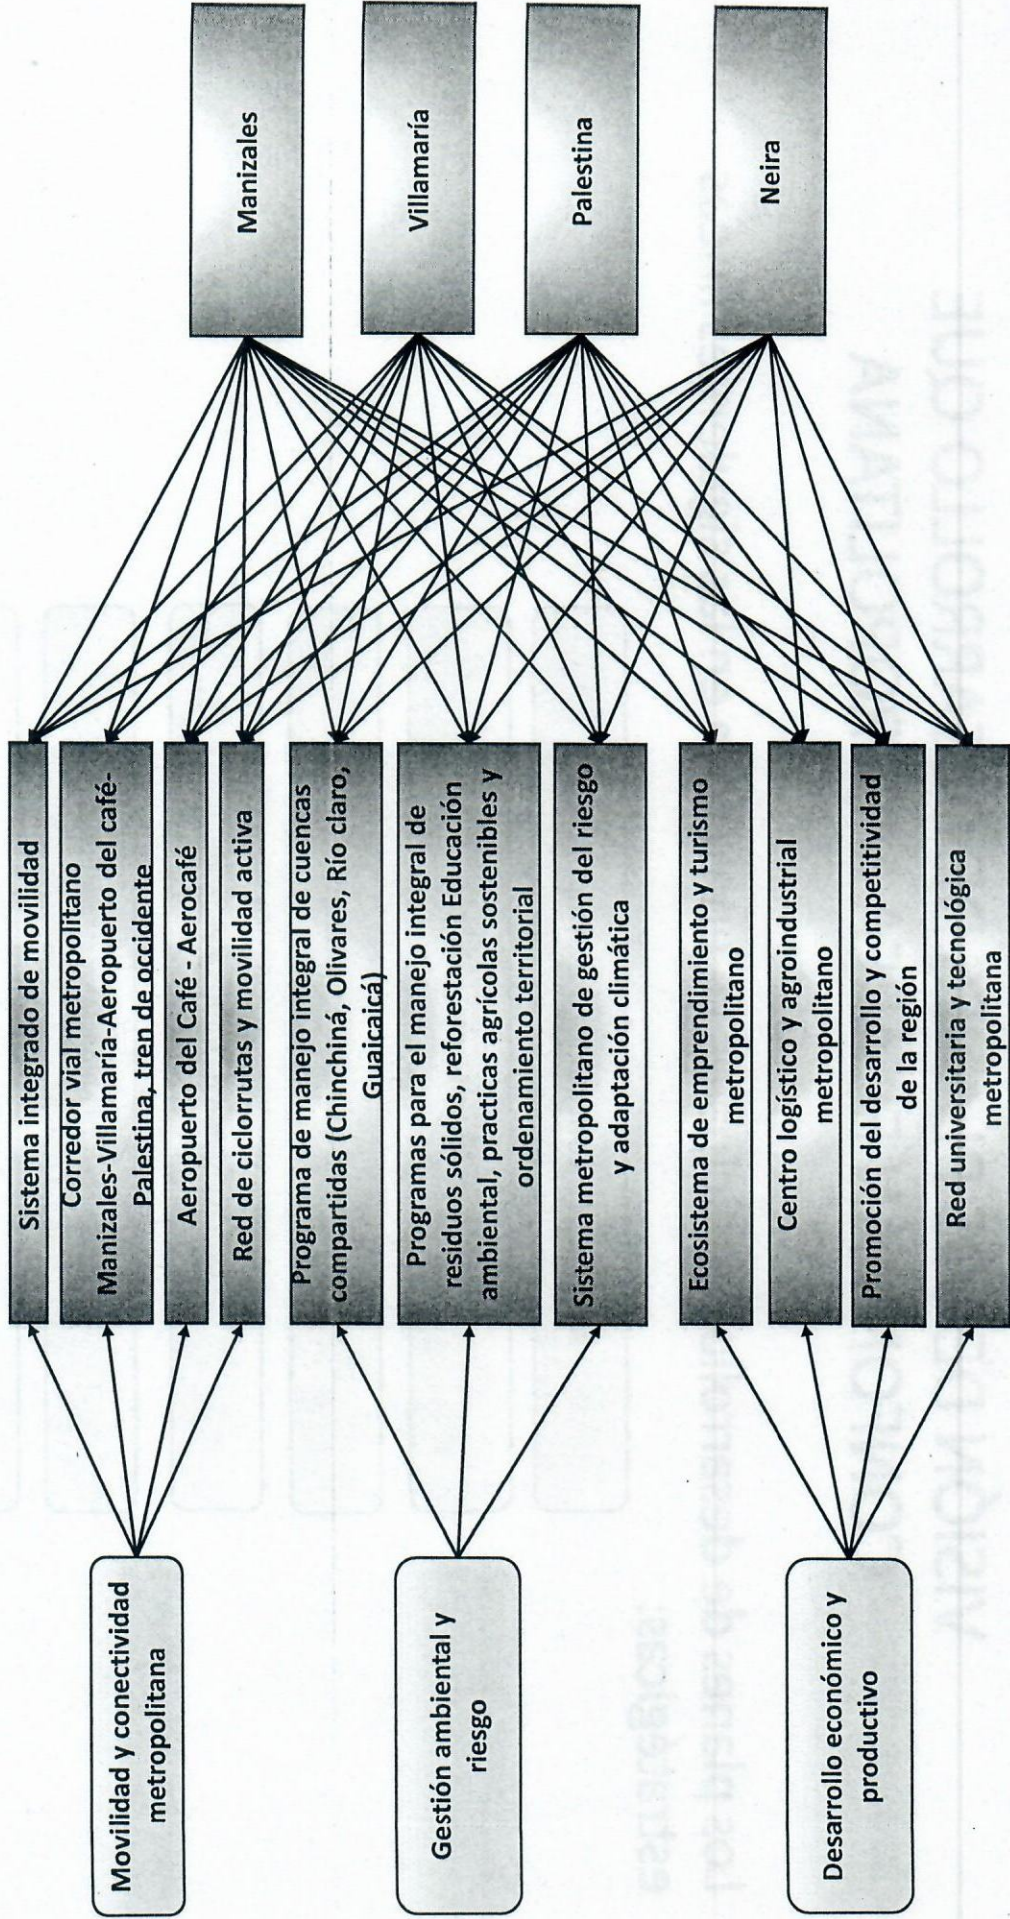 Movilidad y conectividad
metropolitana
Gestión ambiental y
riesgo
Desarrollo económico y
productivo
Sistema integrado de movilidad
Corredor vial metropolitano
Manizales-Villamaría-Aeropuerto del café-
Palestina, tren de occidente
Aeropuerto del Café - Aerocafé
Red de ciclorrutas y movilidad activa
Programa de manejo integral de cuencas
compartidas (Chinchiná, Olivares, Río claro,
Guaicaicá)
Programas para el manejo integral de
residuos sólidos, reforestación Educación
ambiental, practicas agrícolas sostenibles y
ordenamiento territorial
Sistema metropolitano de gestión del riesgo
y adaptación climática
Ecosistema de emprendimiento y turismo
metropolitano
Centro logístico y agroindustrial
metropolitano
Promoción del desarrollo y competitividad
de la región
Red universitaria y tecnológica
metropolitana
Manizales
Villamaría
Palestina
Neira